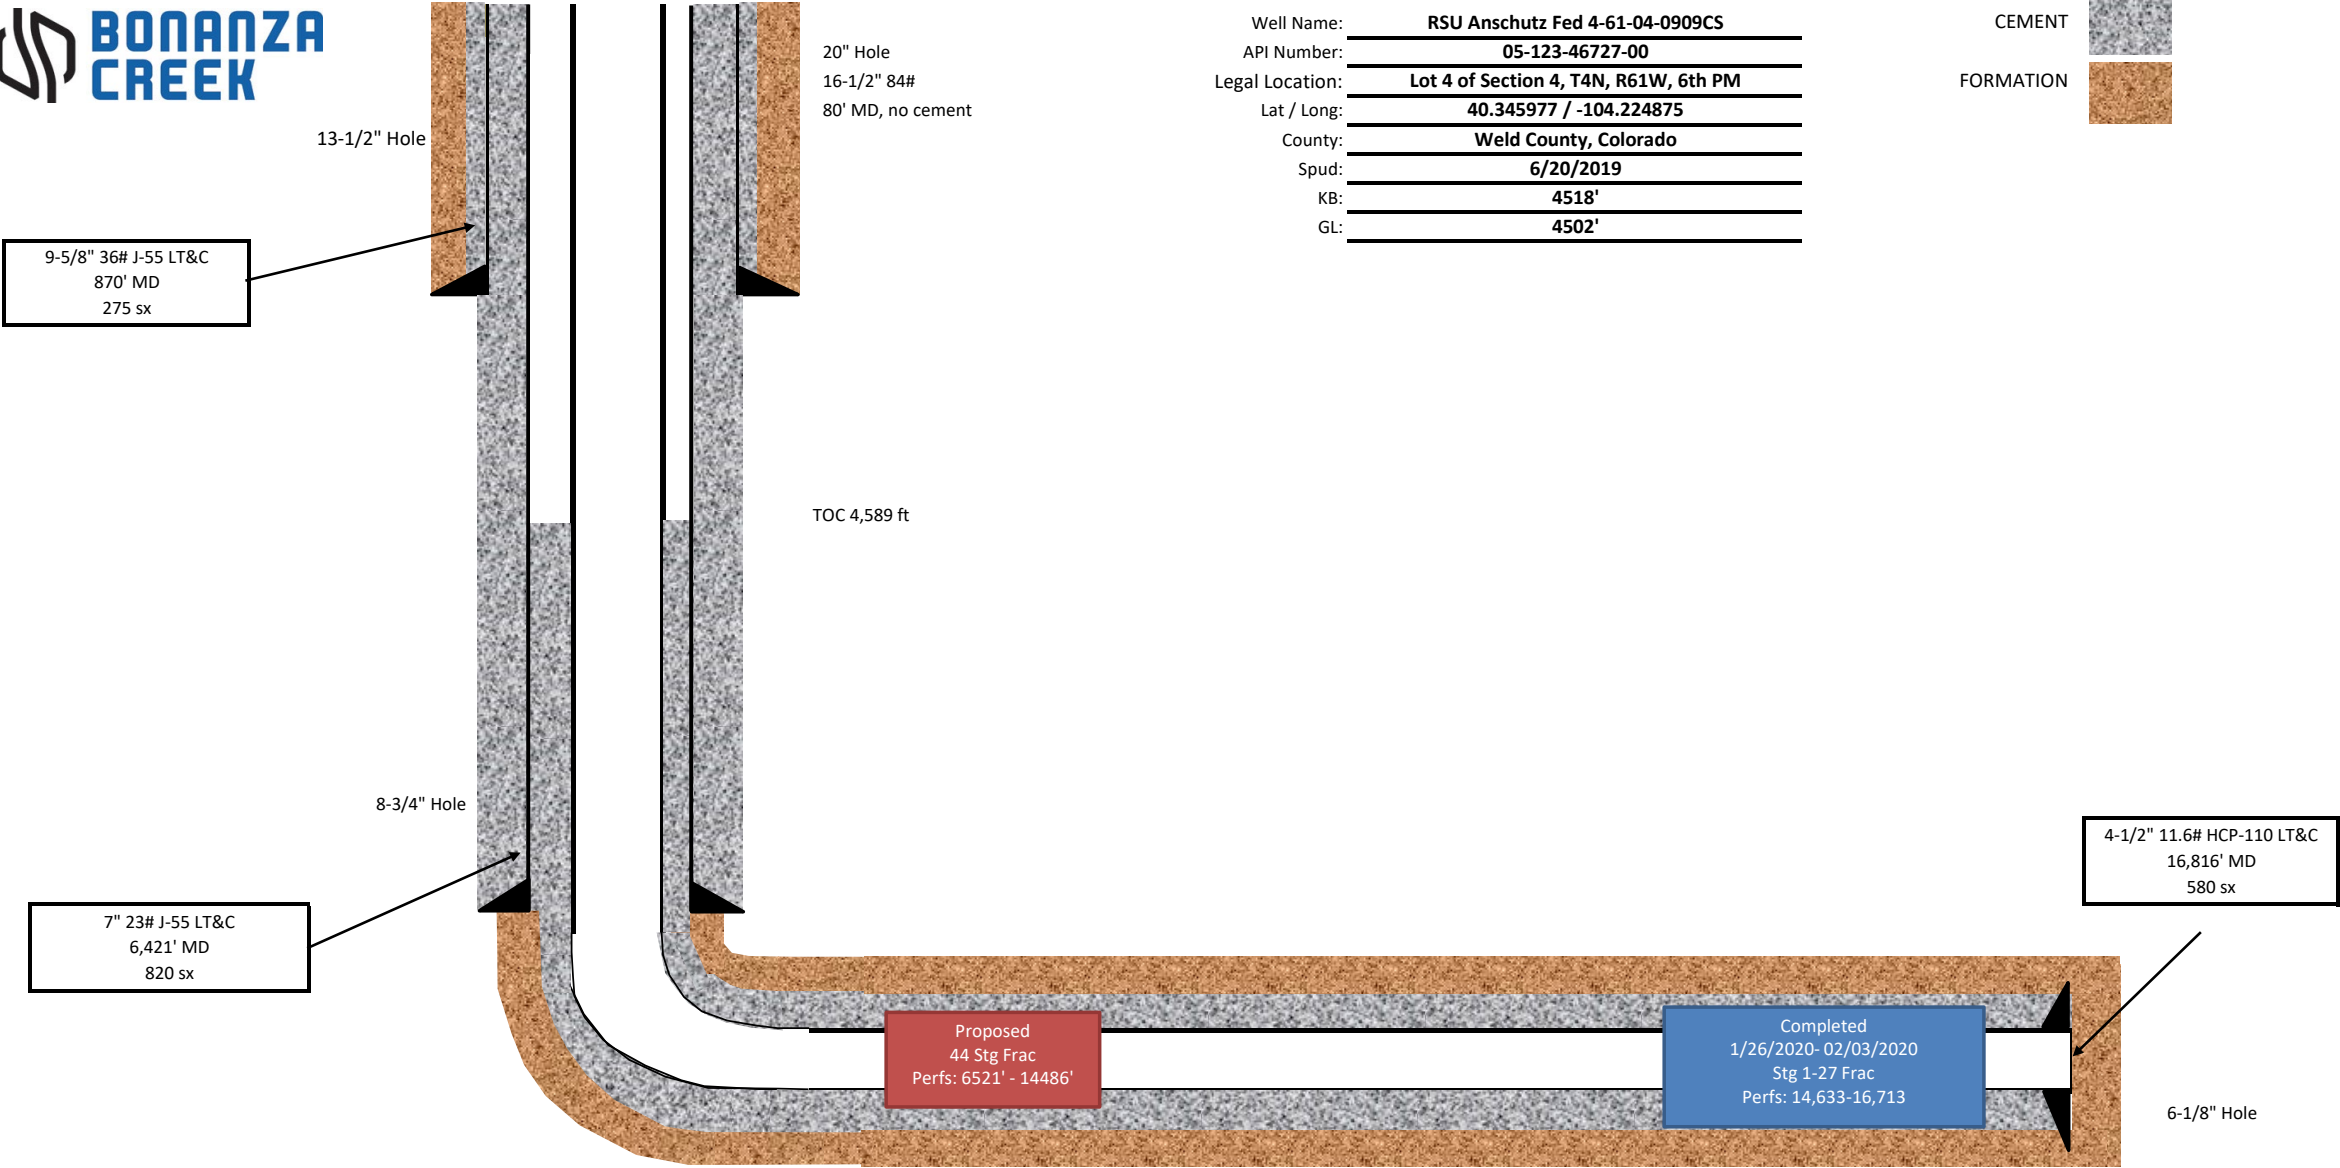 BONANZA
CREEK
20" Hole
16-1/2" 84#
80' MD, no cement
Well Name: RSU Anschutz Fed 4-61-04-0909CS
API Number: 05-123-46727-00
Legal Location: Lot 4 of Section 4, T4N, R61W, 6th PM
Lat / Long: 40.345977 / -104.224875
County: Weld County, Colorado
Spud: 6/20/2019
KB: 4518'
GL: 4502'
CEMENT
FORMATION
13-1/2" Hole
9-5/8" 36# J-55 LT&C
870' MD
275 sx
TOC 4,589 ft
8-3/4" Hole
7" 23# J-55 LT&C
6,421' MD
820 sx
4-1/2" 11.6# HCP-110 LT&C
16,816' MD
580 sx
Proposed
44 Stg Frac
Perfs: 6521' - 14486'
Completed
1/26/2020- 02/03/2020
Stg 1-27 Frac
Perfs: 14,633-16,713
6-1/8" Hole